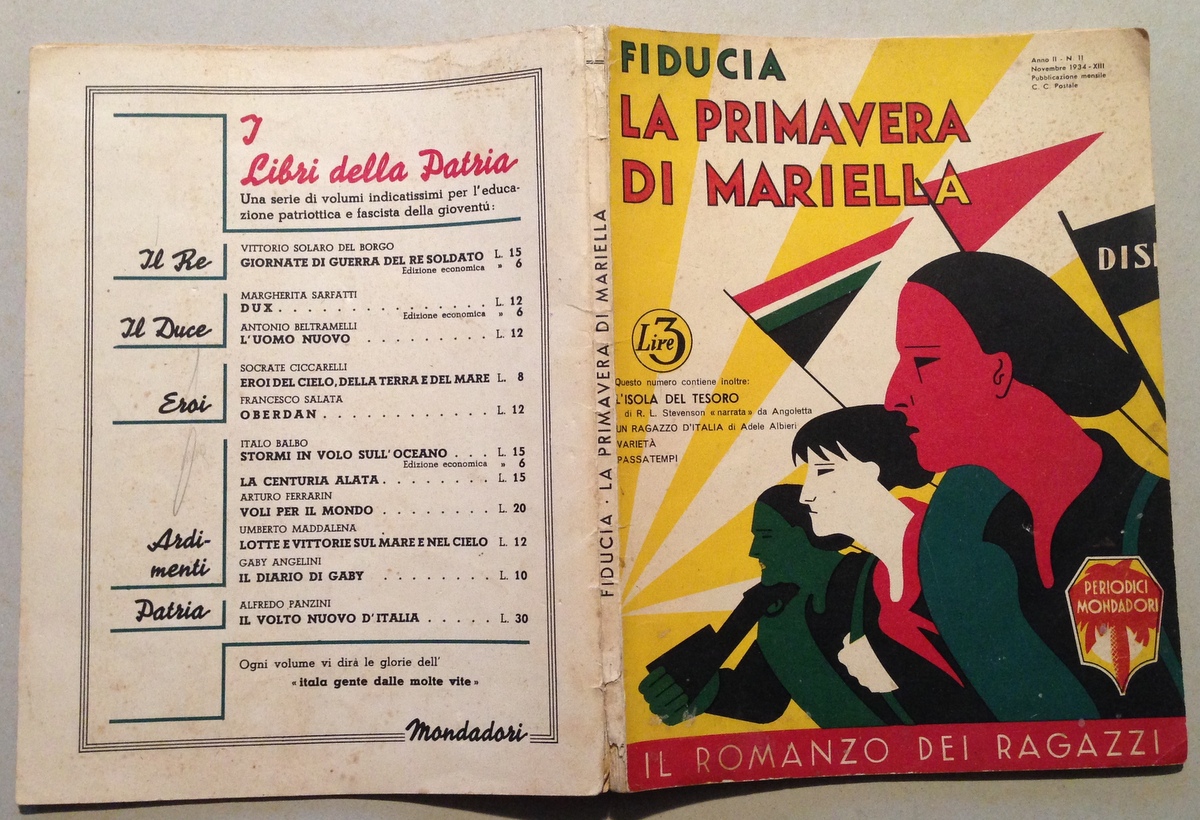 I
Libri della Patria
Una serie di volumi indicatissimi per l'educa-
zione patriottica e fascista della gioventù:
Il Re
VITTORIO SOLARO DEL BORGO
GIORNATE DI GUERRA DEL RE SOLDATO L. 15
Edizione economica » 6
Il Duce
MARGHERITA SARFATTI
DUX . . . . . . . . . . L. 12
Edizione economica » 6
ANTONIO BELTRAMELLI
L'UOMO NUOVO . . . . . . . . . L. 12
Eroi
SOCRATE CICCARELLI
EROI DEL CIELO, DELLA TERRA E DEL MARE L. 8
FRANCESCO SALATA
OBERDAN . . . . . . . . . . . . L. 12
Ardi-
menti
ITALO BALBO
STORMI IN VOLO SULL'OCEANO . . . L. 15
Edizione economica » 6
LA CENTURIA ALATA . . . . . . . . L. 15
ARTURO FERRARIN
VOLI PER IL MONDO . . . . . . . . L. 20
UMBERTO MADDALENA
LOTTE E VITTORIE SUL MARE E NEL CIELO L. 12
GABY ANGELINI
IL DIARIO DI GABY . . . . . . . . L. 10
Patria
ALFREDO PANZINI
IL VOLTO NUOVO D'ITALIA . . . . . L. 30
Ogni volume vi dirà le glorie dell'
«itala gente dalle molte vite»
Mondadori
FIDUCIA · LA PRIMAVERA DI MARIELLA
FIDUCIA
LA PRIMAVERA
DI MARIELLA
Anno II - N. 11
Novembre 1934 - XIII
Pubblicazione mensile
C. C. Postale
DISP
Lire 3
Questo numero contiene inoltre:
L'ISOLA DEL TESORO
di R. L. Stevenson «narrata» da Angoletta
UN RAGAZZO D'ITALIA di Adele Albieri
VARIETÀ
PASSATEMPI
PERIODICI
MONDADORI
IL ROMANZO DEI RAGAZZI